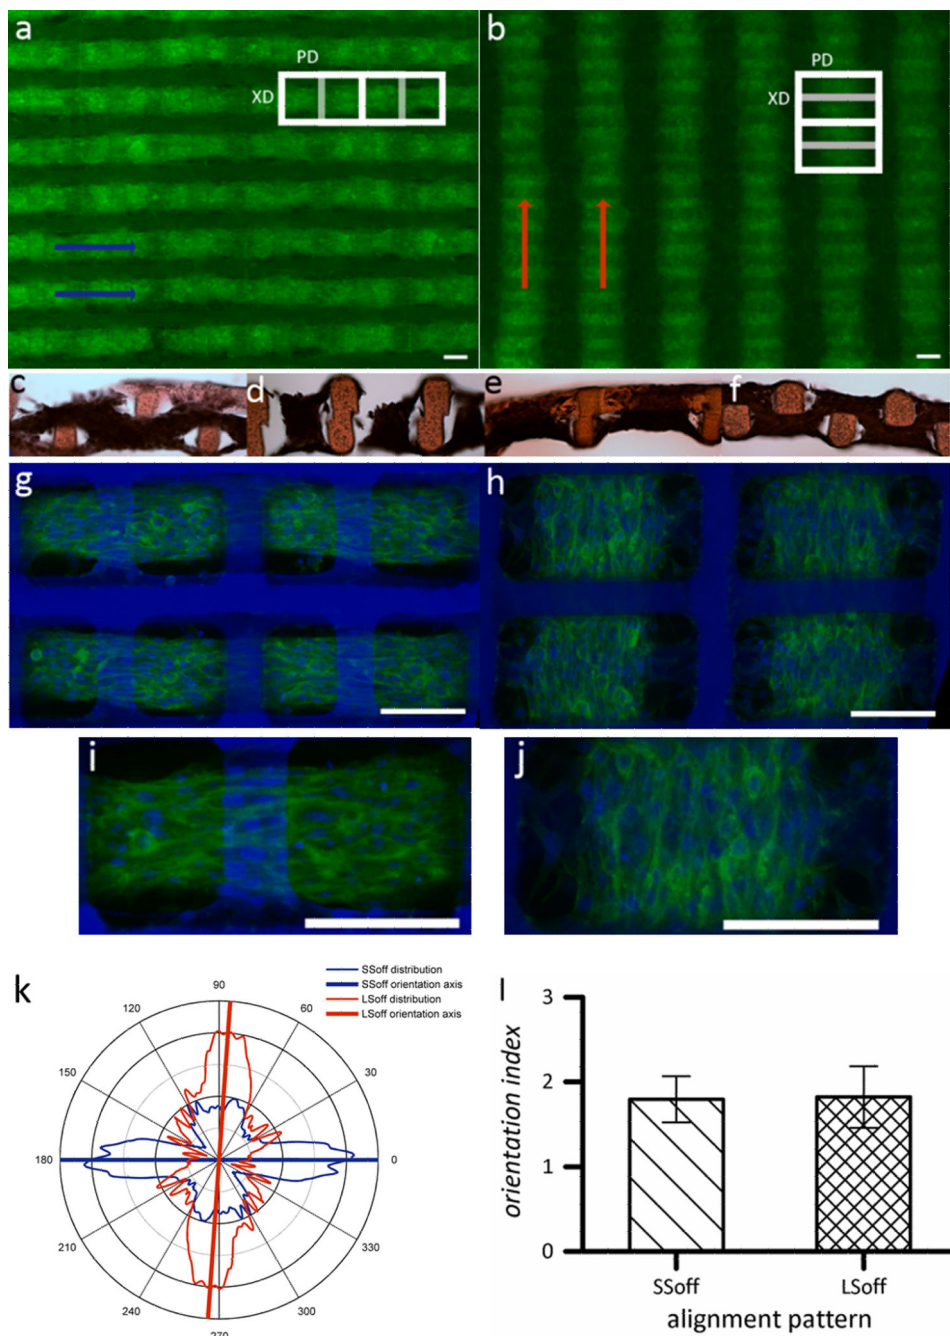 a
PD
XD
b
PD
XD
c
d
e
f
g
h
i
j
k
SSoff distribution
SSoff orientation axis
LSoff distribution
LSoff orientation axis
90
120
60
150
30
180
0
210
330
240
300
270
l
orientation index
3
2
1
0
SSoff
LSoff
alignment pattern